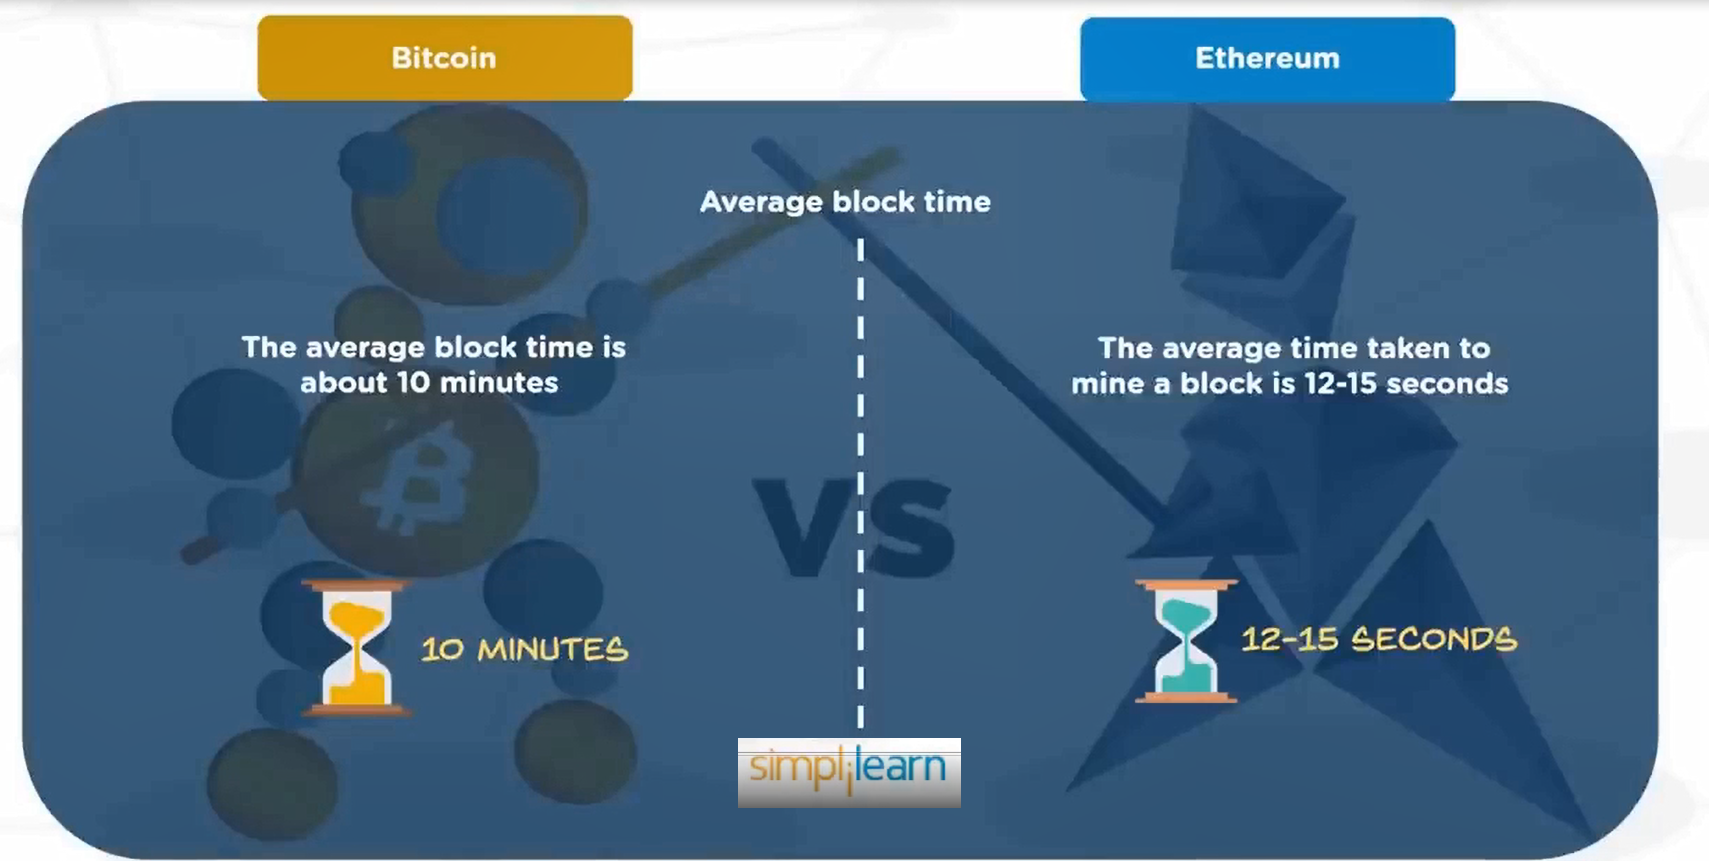 Bitcoin
Ethereum
Average block time
The average block time is
about 10 minutes
The average time taken to
mine a block is 12-15 seconds
VS
10 MINUTES
12-15 SECONDS
simplilearn